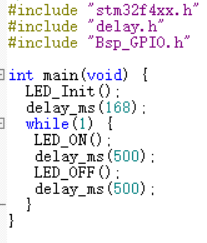 #include "stm32f4xx.h"
#include "delay.h"
#include "Bsp_GPIO.h"
int main(void) {
LED_Init();
delay_ms(168);
while(1) {
LED_ON();
delay_ms(500);
LED_OFF();
delay_ms(500);
}
}